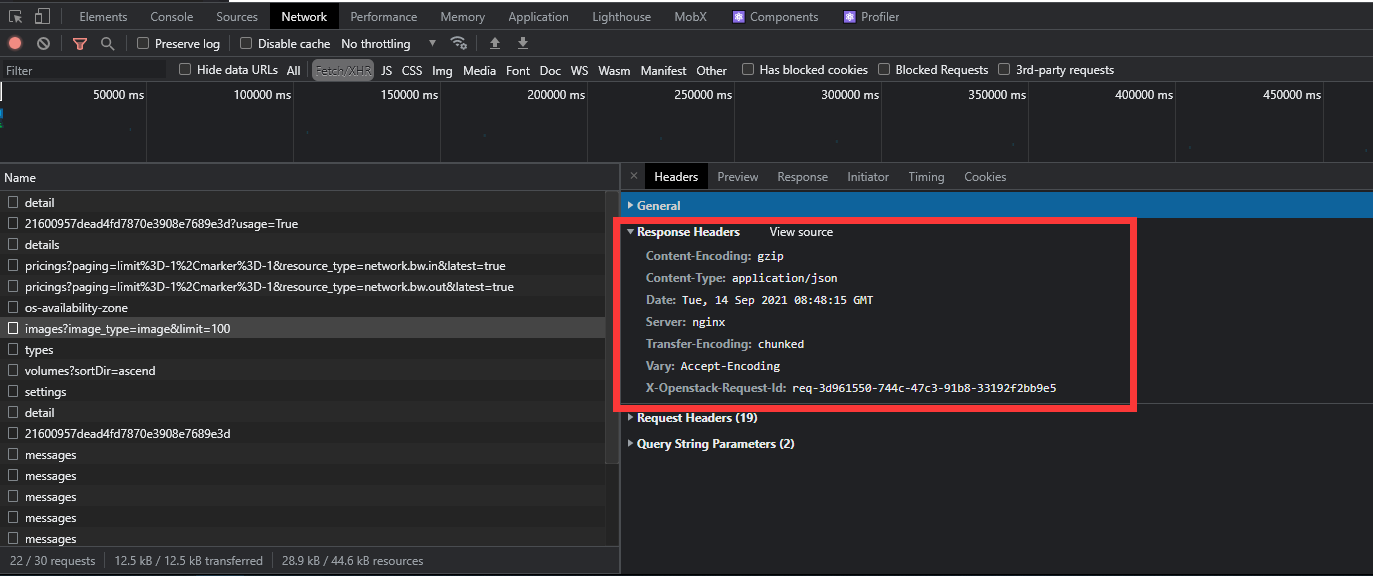 Elements Console Sources Network Performance Memory Application Lighthouse MobX Components Profiler
Preserve log Disable cache No throttling
Filter Hide data URLs All Fetch/XHR JS CSS Img Media Font Doc WS Wasm Manifest Other Has blocked cookies Blocked Requests 3rd-party requests
50000 ms 100000 ms 150000 ms 200000 ms 250000 ms 300000 ms 350000 ms 400000 ms 450000 ms
Name
detail
21600957dead4fd7870e3908e7689e3d?usage=True
details
pricings?paging=limit%3D-1%2Cmarker%3D-1&resource_type=network.bw.in&latest=true
pricings?paging=limit%3D-1%2Cmarker%3D-1&resource_type=network.bw.out&latest=true
os-availability-zone
images?image_type=image&limit=100
types
volumes?sortDir=ascend
settings
detail
21600957dead4fd7870e3908e7689e3d
messages
messages
messages
messages
messages
22 / 30 requests 12.5 kB / 12.5 kB transferred 28.9 kB / 44.6 kB resources
× Headers Preview Response Initiator Timing Cookies
General
Response Headers View source
Content-Encoding: gzip
Content-Type: application/json
Date: Tue, 14 Sep 2021 08:48:15 GMT
Server: nginx
Transfer-Encoding: chunked
Vary: Accept-Encoding
X-Openstack-Request-Id: req-3d961550-744c-47c3-91b8-33192f2bb9e5
Request Headers (19)
Query String Parameters (2)